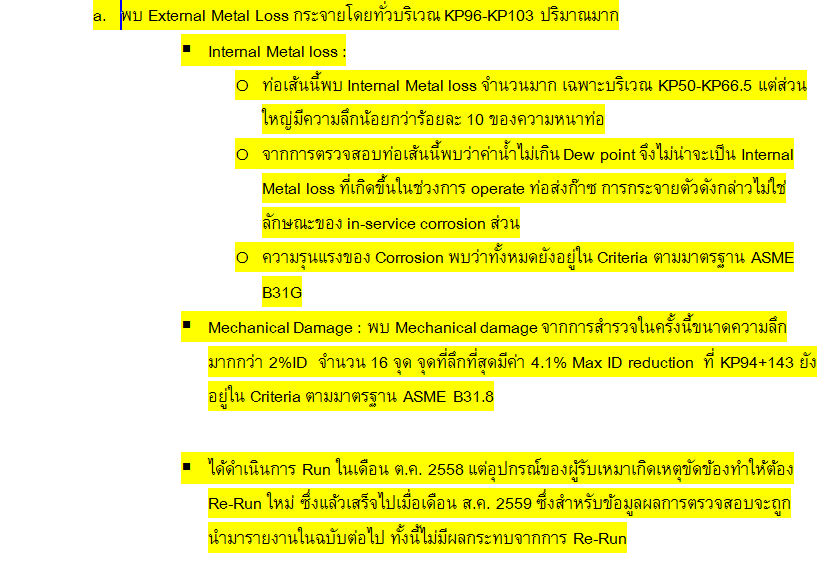 a. พบ External Metal Loss กระจายโดยทั่วบริเวณ KP96-KP103 ปริมาณมาก
▪ Internal Metal loss :
o ท่อเส้นนี้พบ Internal Metal loss จำนวนมาก เฉพาะบริเวณ KP50-KP66.5 แต่ส่วน
ใหญ่มีความลึกน้อยกว่าร้อยละ 10 ของความหนาท่อ
o จากการตรวจสอบท่อเส้นนี้พบว่าค่าน้ำไม่เกิน Dew point จึงไม่น่าจะเป็น Internal
Metal loss ที่เกิดขึ้นในช่วงการ operate ท่อส่งก๊าซ การกระจายตัวดังกล่าวไม่ใช่
ลักษณะของ in-service corrosion ส่วน
o ความรุนแรงของ Corrosion พบว่าทั้งหมดยังอยู่ใน Criteria ตามมาตรฐาน ASME
B31G
▪ Mechanical Damage : พบ Mechanical damage จากการสำรวจในครั้งนี้ขนาดความลึก
มากกว่า 2%ID จำนวน 16 จุด จุดที่ลึกที่สุดมีค่า 4.1% Max ID reduction ที่ KP94+143 ยัง
อยู่ใน Criteria ตามมาตรฐาน ASME B31.8
▪ ได้ดำเนินการ Run ในเดือน ต.ค. 2558 แต่อุปกรณ์ของผู้รับเหมาเกิดเหตุขัดข้องทำให้ต้อง
Re-Run ใหม่ ซึ่งแล้วเสร็จไปเมื่อเดือน ส.ค. 2559 ซึ่งสำหรับข้อมูลผลการตรวจสอบจะถูก
นำมารายงานในฉบับต่อไป ทั้งนี้ไม่มีผลกระทบจากการ Re-Run